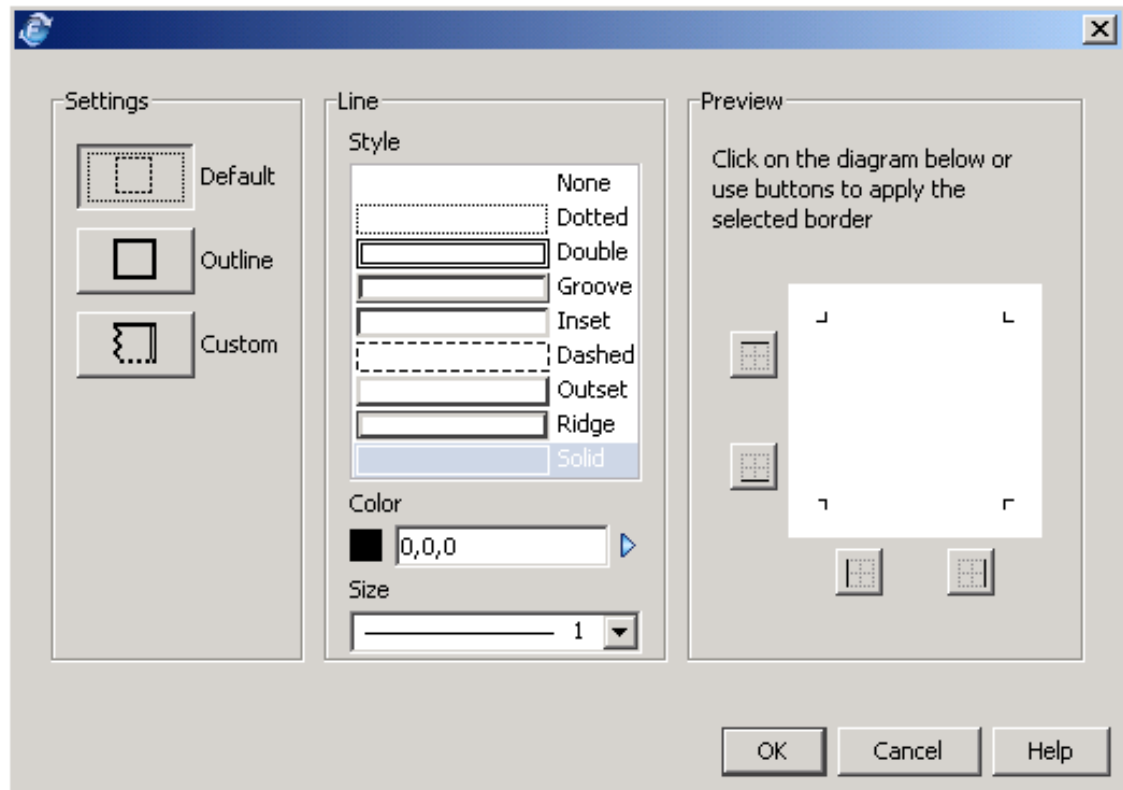 Settings
Default
Outline
Custom
Line
Style
None
Dotted
Double
Groove
Inset
Dashed
Outset
Ridge
Solid
Color
0,0,0
Size
1
Preview
Click on the diagram below or
use buttons to apply the
selected border
OK
Cancel
Help